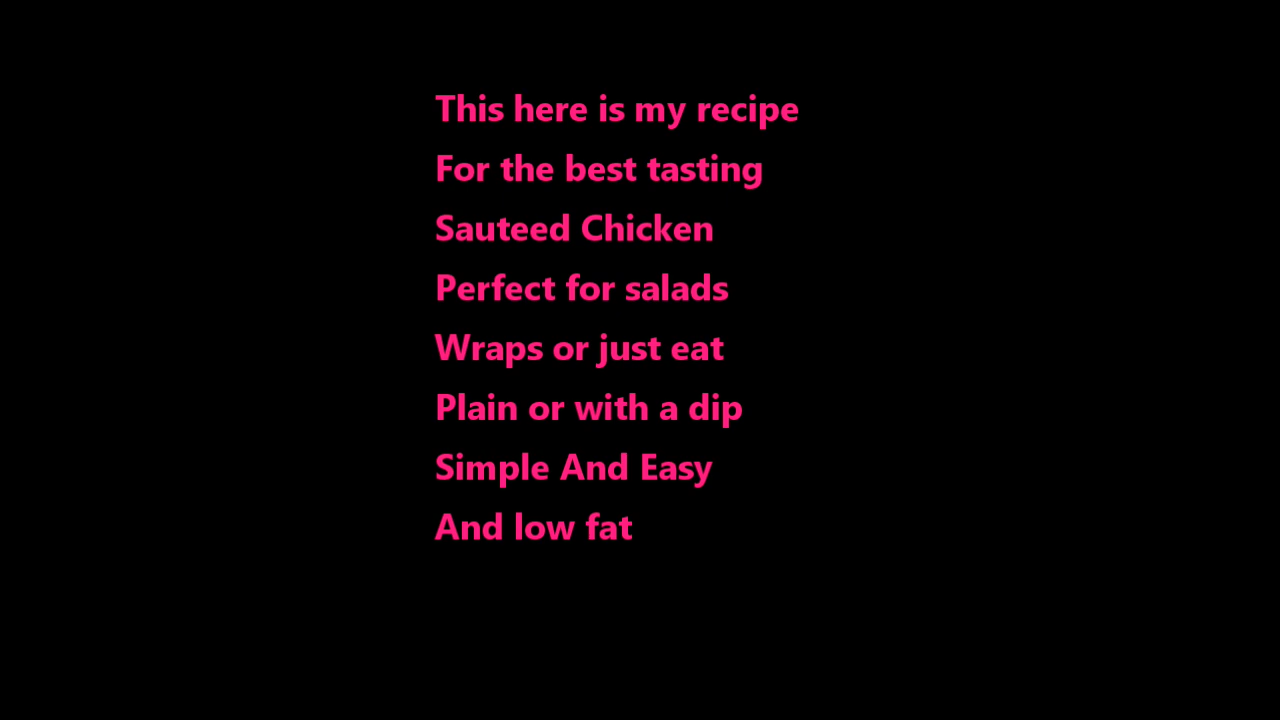 This here is my recipe
For the best tasting
Sauteed Chicken
Perfect for salads
Wraps or just eat
Plain or with a dip
Simple And Easy
And low fat